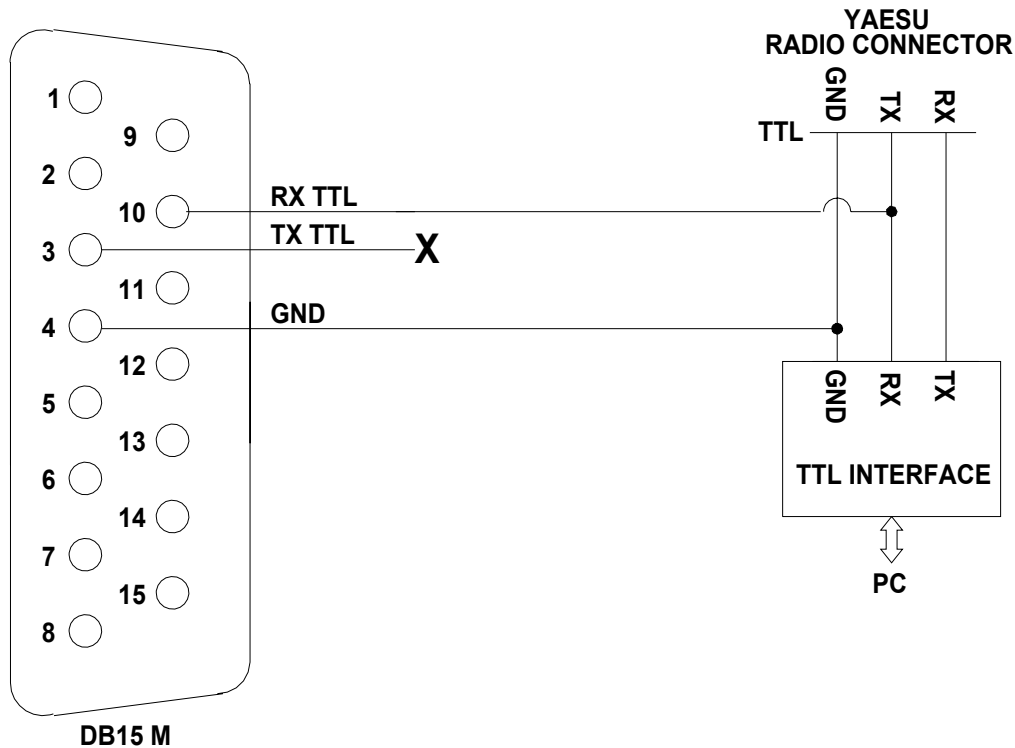 YAESU
RADIO CONNECTOR
GND
TX
RX
TTL
1
9
2
10
RX TTL
3
TX TTL
X
11
4
GND
12
5
13
6
14
7
15
8
GND
RX
TX
TTL INTERFACE
PC
DB15 M